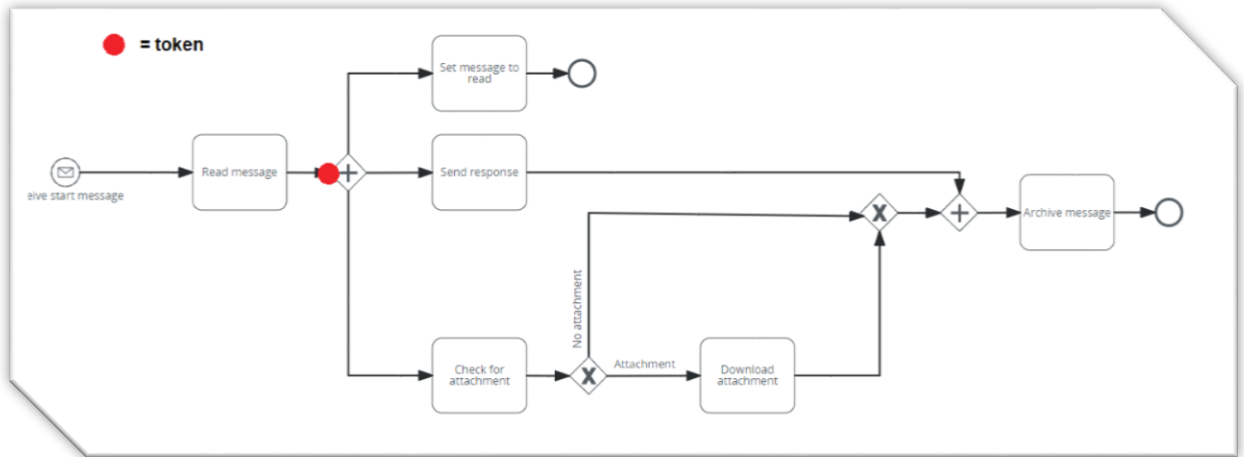 = token
Set message to
read
Read message
Send response
eive start message
Archive message
No attachment
Attachment
Check for
attachment
Download
attachment